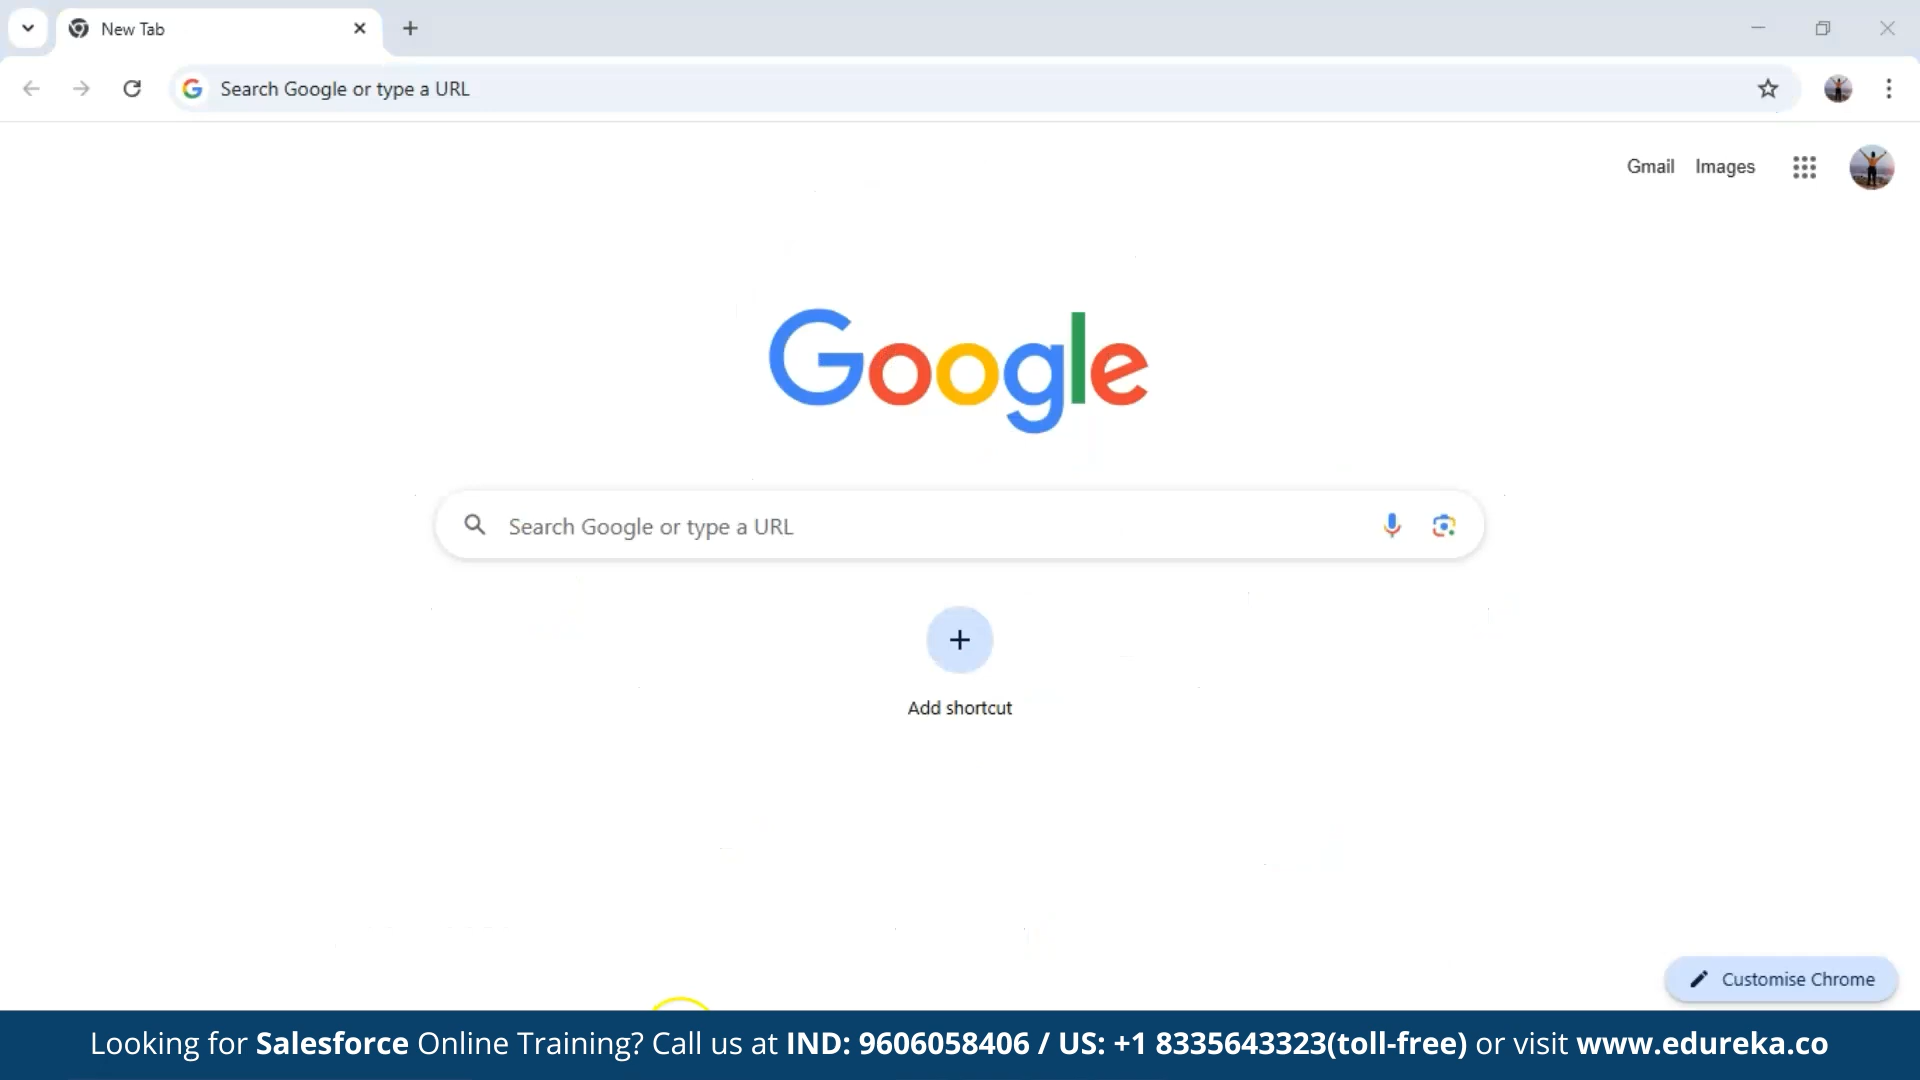 New Tab
Search Google or type a URL
Gmail Images
Google
Search Google or type a URL
Add shortcut
Customise Chrome
Looking for Salesforce Online Training? Call us at IND: 9606058406 / US: +1 8335643323(toll-free) or visit www.edureka.co